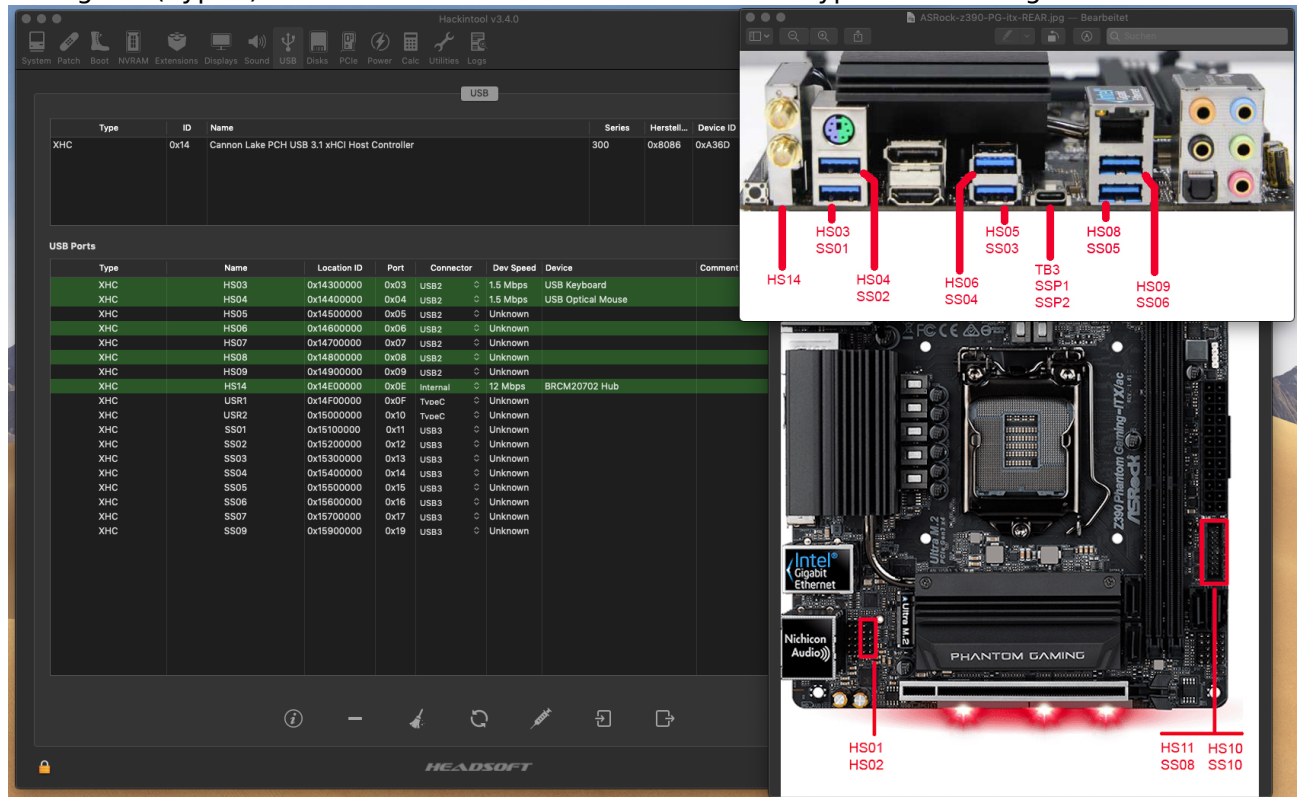 Hackintool v3.4.0
System Patch Boot NVRAM Extensions Displays Sound USB Disks PCIe Power Calc Utilities Logs
USB
Type ID Name Series Herstell... Device ID
XHC 0x14 Cannon Lake PCH USB 3.1 xHCI Host Controller 300 0x8086 0xA36D
USB Ports
Type Name Location ID Port Connector Dev Speed Device Comment
XHC HS03 0x14300000 0x03 USB2 1.5 Mbps USB Keyboard
XHC HS04 0x14400000 0x04 USB2 1.5 Mbps USB Optical Mouse
XHC HS05 0x14500000 0x05 USB2 Unknown
XHC HS06 0x14600000 0x06 USB2 Unknown
XHC HS07 0x14700000 0x07 USB2 Unknown
XHC HS08 0x14800000 0x08 USB2 Unknown
XHC HS09 0x14900000 0x09 USB2 Unknown
XHC HS14 0x14E00000 0x0E Internal 12 Mbps BRCM20702 Hub
XHC USR1 0x14F00000 0x0F TypeC Unknown
XHC USR2 0x15000000 0x10 TypeC Unknown
XHC SS01 0x15100000 0x11 USB3 Unknown
XHC SS02 0x15200000 0x12 USB3 Unknown
XHC SS03 0x15300000 0x13 USB3 Unknown
XHC SS04 0x15400000 0x14 USB3 Unknown
XHC SS05 0x15500000 0x15 USB3 Unknown
XHC SS06 0x15600000 0x16 USB3 Unknown
XHC SS07 0x15700000 0x17 USB3 Unknown
XHC SS09 0x15900000 0x19 USB3 Unknown
HEADSOFT
ASRock-z390-PG-itx-REAR.jpg — Bearbeitet
Suchen
Intel
Gigabit
HS03
SS01
HS05
SS03
HS08
SS05
HS14
HS04
SS02
HS06
SS04
TB3
SSP1
SSP2
HS09
SS06
FC CE
Z390 Phantom Gaming-ITX/ac
ASRock
Ultra M.2
PCIe Gen3 x4
Intel®
Gigabit
Ethernet
Ultra M.2
Nichicon
Audio
PHANTOM GAMING
HS01
HS02
HS11 HS10
SS08 SS10